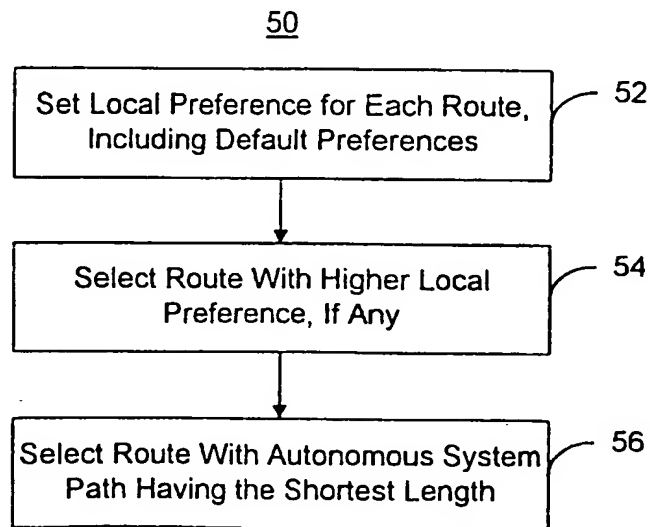 50
Set Local Preference for Each Route,
Including Default Preferences
52
Select Route With Higher Local
Preference, If Any
54
Select Route With Autonomous System
Path Having the Shortest Length
56